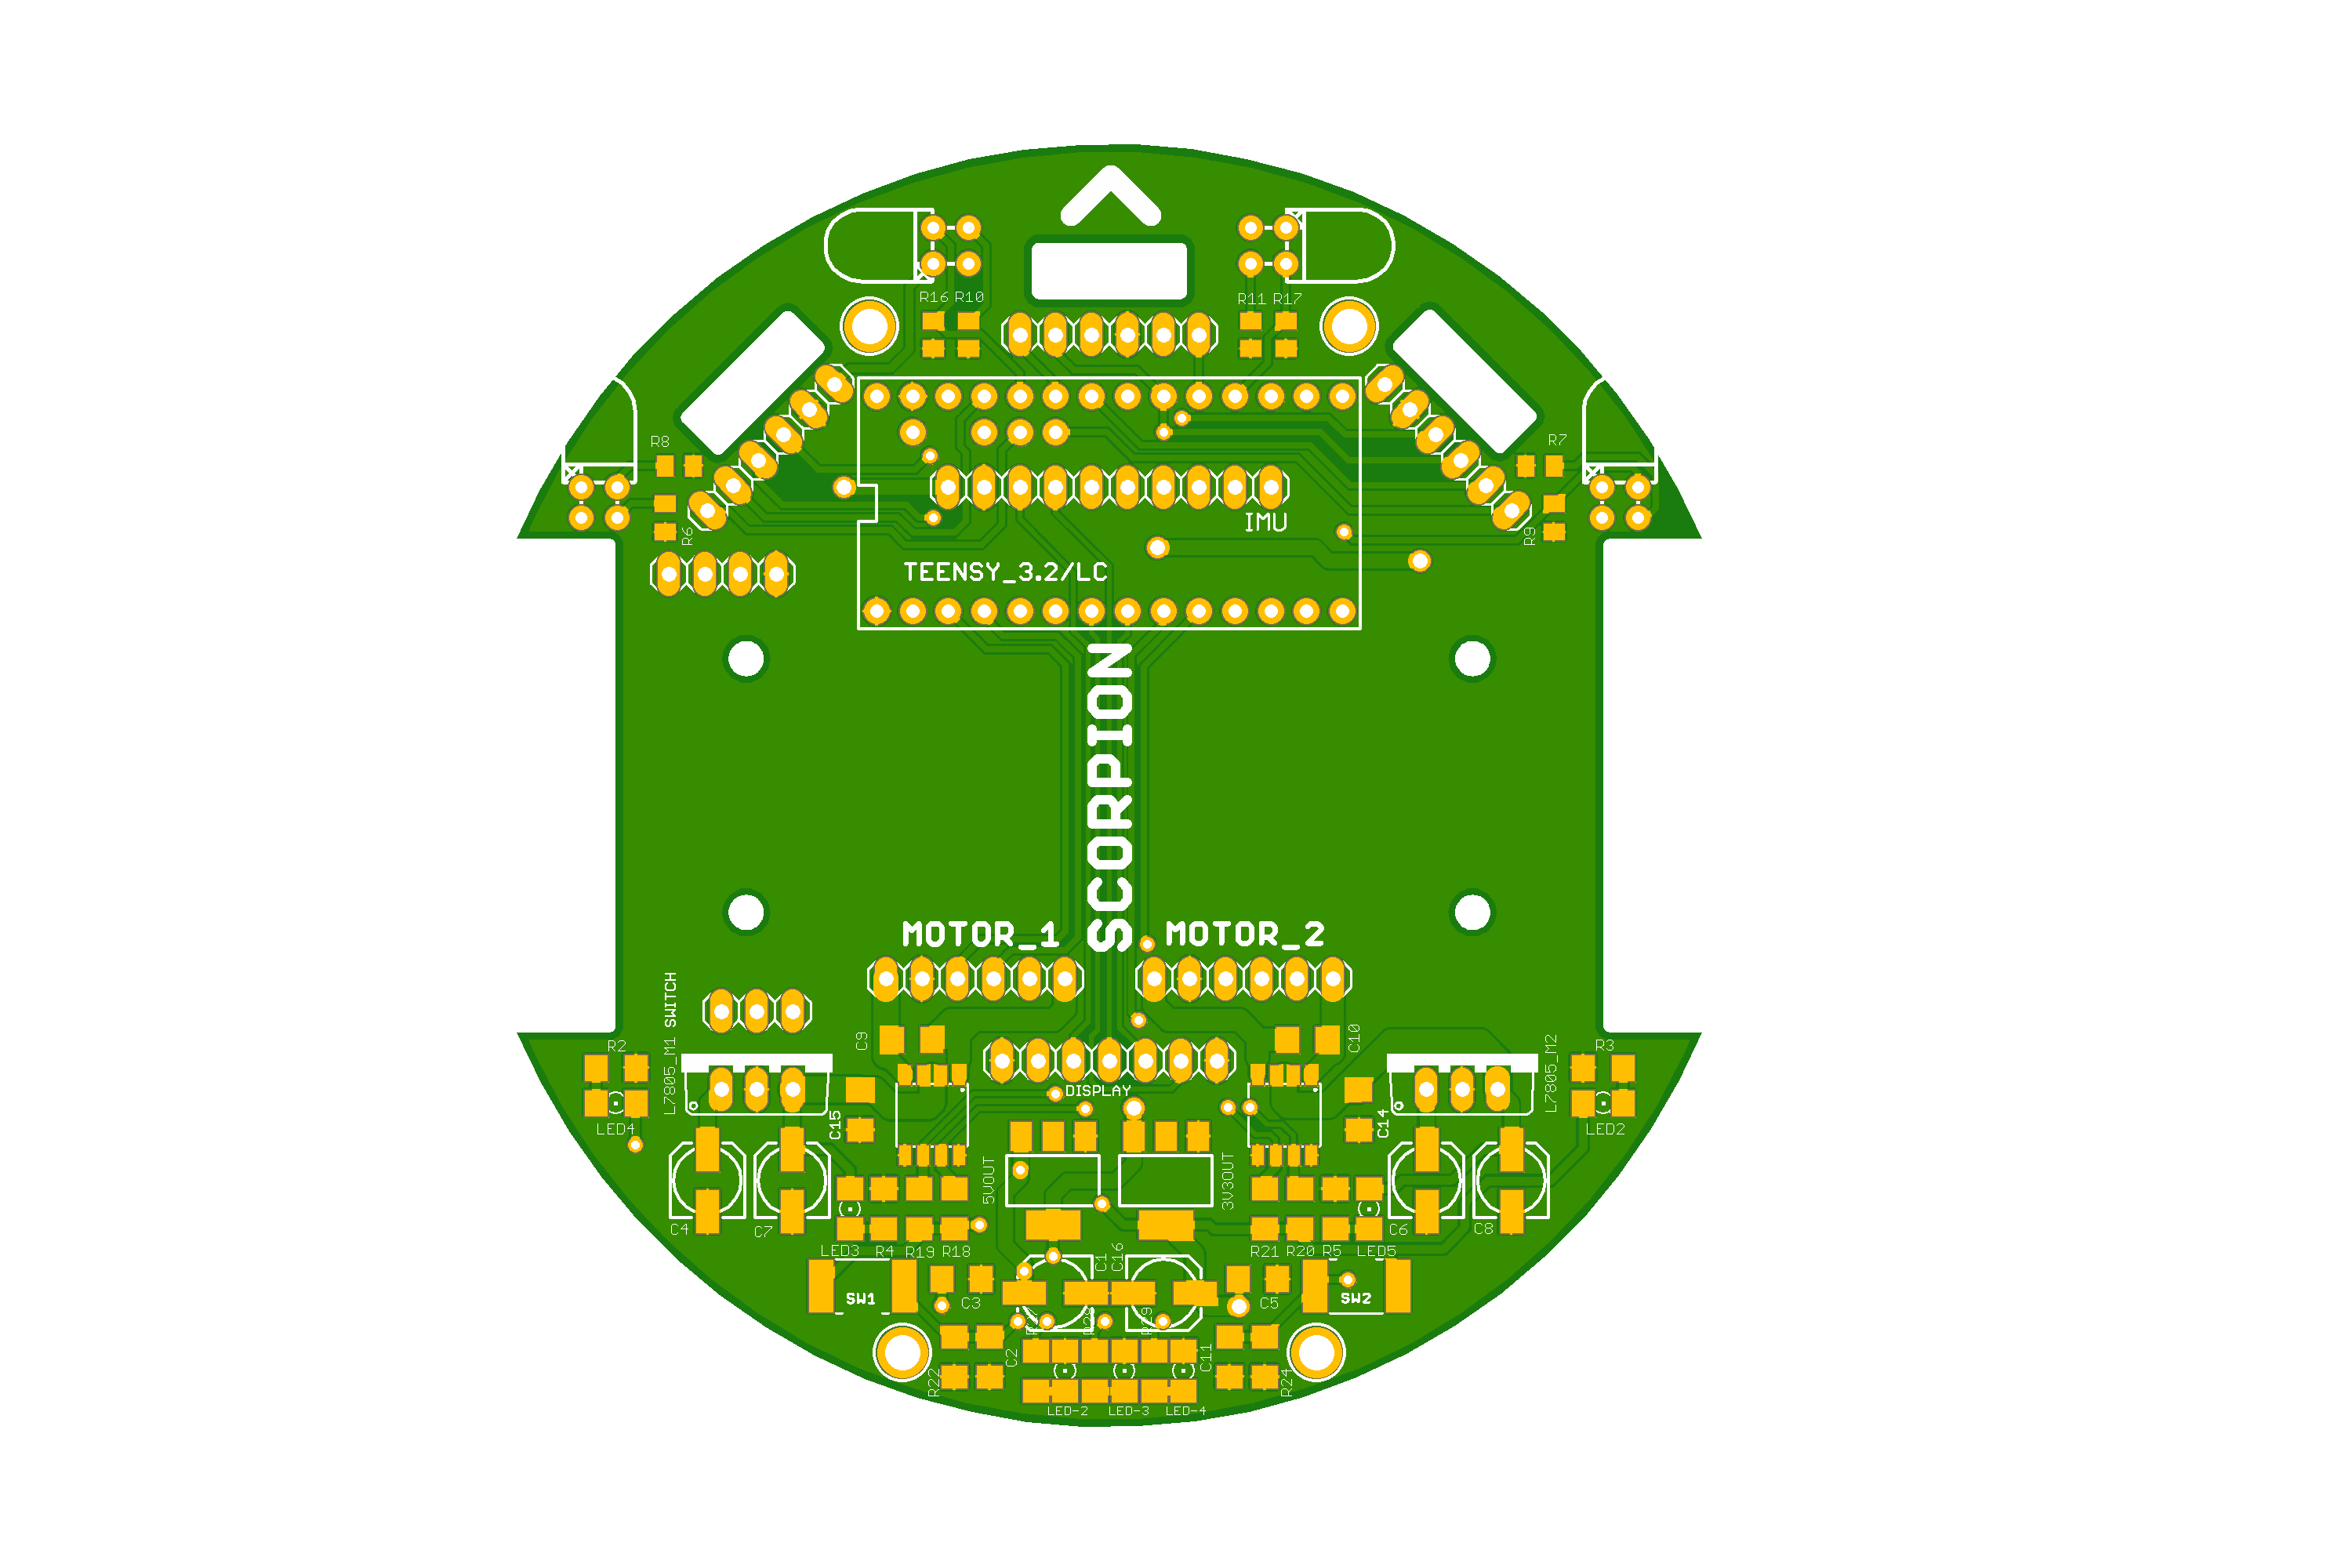 R16 R10
R11 R17
R8
R7
R6
R9
IMU
TEENSY_3.2/LC
SCORPION
MOTOR_1
MOTOR_2
SWITCH
C9
C10
R2
R3
L7805_M1
L7805_M2
DISPLAY
C15
C14
LED4
LED2
5VOUT
3V3OUT
C4
C7
C6
C8
LED3 R4 R19 R18
R21 R20 R5 LED5
C1
C16
SW1
C3
C5
SW2
C2
C11
R22
R24
LED-2
LED-3
LED-4